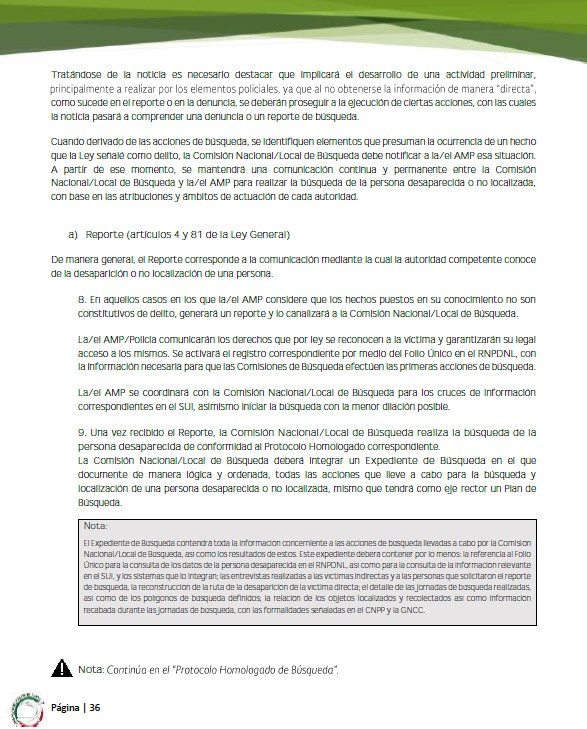 Tratándose de la noticia es necesario destacar que implicará el desarrollo de una actividad preliminar,
principalmente a realizar por los elementos policiales, ya que al no obtenerse la información de manera "directa",
como sucede en el reporte o en la denuncia, se deberán proseguir a la ejecución de ciertas acciones, con las cuales
la noticia pasará a comprender una denuncia o un reporte de búsqueda.
Cuando derivado de las acciones de búsqueda, se identifiquen elementos que presuman la ocurrencia de un hecho
que la Ley señale como delito, la Comisión Nacional/Local de Búsqueda debe notificar a la/el AMP esa situación.
A partir de ese momento, se mantendrá una comunicación continua y permanente entre la Comisión
Nacional/Local de Búsqueda y la/el AMP para realizar la búsqueda de la persona desaparecida o no localizada,
con base en las atribuciones y ámbitos de actuación de cada autoridad.
a) Reporte (artículos 4 y 81 de la Ley General)
De manera general, el Reporte corresponde a la comunicación mediante la cual la autoridad competente conoce
de la desaparición o no localización de una persona.
8. En aquellos casos en los que la/el AMP considere que los hechos puestos en su conocimiento no son
constitutivos de delito, generará un reporte y lo canalizará a la Comisión Nacional/Local de Búsqueda.
La/el AMP/Policía comunicarán los derechos que por ley se reconocen a la víctima y garantizarán su legal
acceso a los mismos. Se activará el registro correspondiente por medio del Folio Único en el RNPDNL, con
la información necesaria para que las Comisiones de Búsqueda efectúen las primeras acciones de búsqueda.
La/el AMP se coordinará con la Comisión Nacional/Local de Búsqueda para los cruces de información
correspondientes en el SUI, asimismo iniciar la búsqueda con la menor dilación posible.
9. Una vez recibido el Reporte, la Comisión Nacional/Local de Búsqueda realiza la búsqueda de la
persona desaparecida de conformidad al Protocolo Homologado correspondiente.
La Comisión Nacional/Local de Búsqueda deberá integrar un Expediente de Búsqueda en el que
documente de manera lógica y ordenada, todas las acciones que lleve a cabo para la búsqueda y
localización de una persona desaparecida o no localizada, mismo que tendrá como eje rector un Plan de
Búsqueda.
Nota:
El Expediente de Búsqueda contendrá toda la información concerniente a las acciones de búsqueda llevadas a cabo por la Comisión
Nacional/Local de Búsqueda, así como los resultados de estos. Este expediente deberá contener por lo menos: la referencia al Folio
Único para la consulta de los datos de la persona desaparecida en el RNPDNL, así como para la consulta de la información relevante
en el SUI, y los sistemas que lo integran; las entrevistas realizadas a las víctimas indirectas y a las personas que solicitaron el reporte
de búsqueda, la reconstrucción de la ruta de la desaparición de la víctima directa; el detalle de las jornadas de búsqueda realizadas,
así como de los polígonos de búsqueda definidos; la relación de los objetos localizados y recolectados así como información
recabada durante las jornadas de búsqueda, con las formalidades señaladas en el CNPP y la GNCC.
Nota: Continúa en el "Protocolo Homologado de Búsqueda".
Página | 36